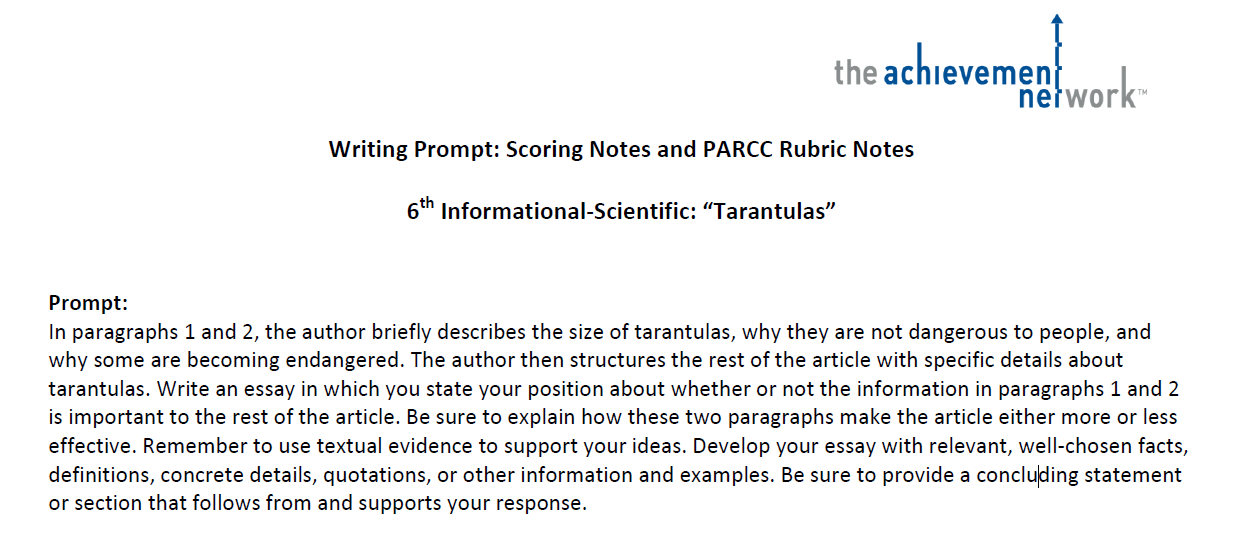 the achievement
network™
Writing Prompt: Scoring Notes and PARCC Rubric Notes
6th Informational-Scientific: “Tarantulas”
Prompt:
In paragraphs 1 and 2, the author briefly describes the size of tarantulas, why they are not dangerous to people, and
why some are becoming endangered. The author then structures the rest of the article with specific details about
tarantulas. Write an essay in which you state your position about whether or not the information in paragraphs 1 and 2
is important to the rest of the article. Be sure to explain how these two paragraphs make the article either more or less
effective. Remember to use textual evidence to support your ideas. Develop your essay with relevant, well-chosen facts,
definitions, concrete details, quotations, or other information and examples. Be sure to provide a concluding statement
or section that follows from and supports your response.